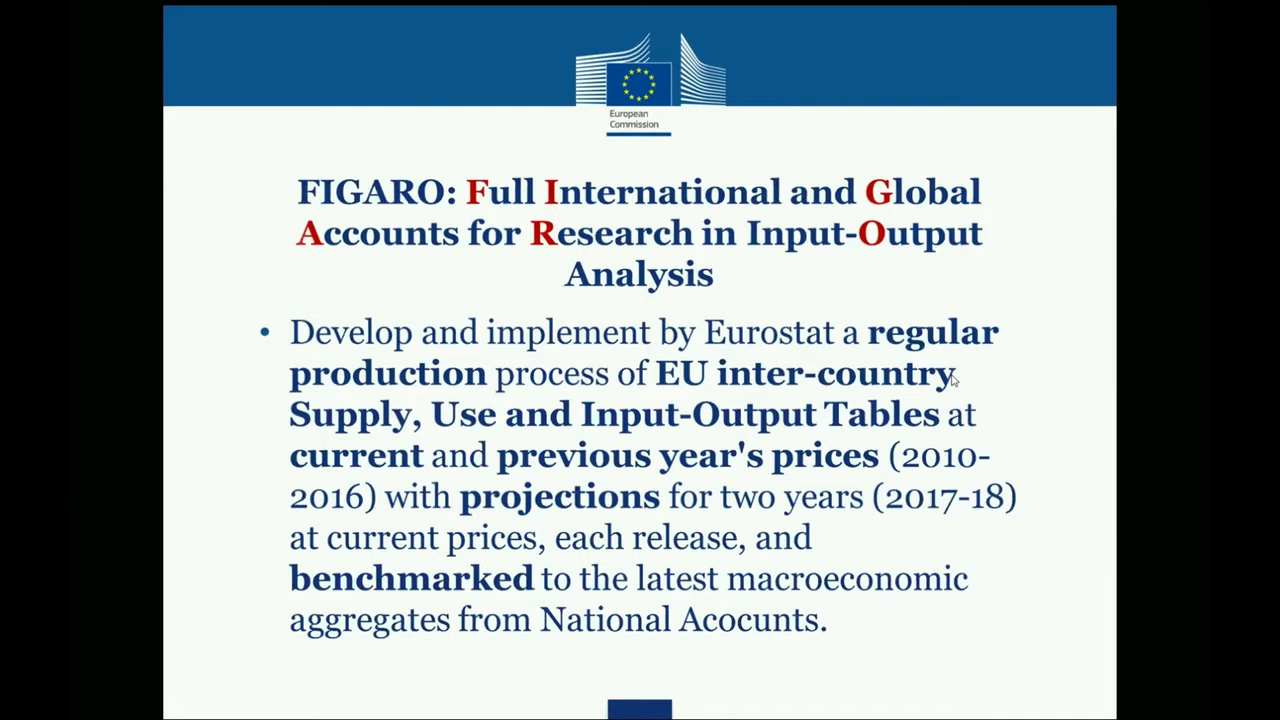 European
Commission
FIGARO: Full International and Global
Accounts for Research in Input-Output
Analysis
• Develop and implement by Eurostat a regular
production process of EU inter-country
Supply, Use and Input-Output Tables at
current and previous year's prices (2010-
2016) with projections for two years (2017-18)
at current prices, each release, and
benchmarked to the latest macroeconomic
aggregates from National Acocunts.